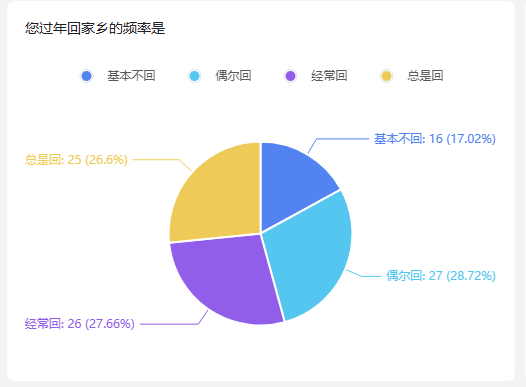 您过年回家乡的频率是
基本不回 偶尔回 经常回 总是回
基本不回: 16 (17.02%)
总是回: 25 (26.6%)
偶尔回: 27 (28.72%)
经常回: 26 (27.66%)